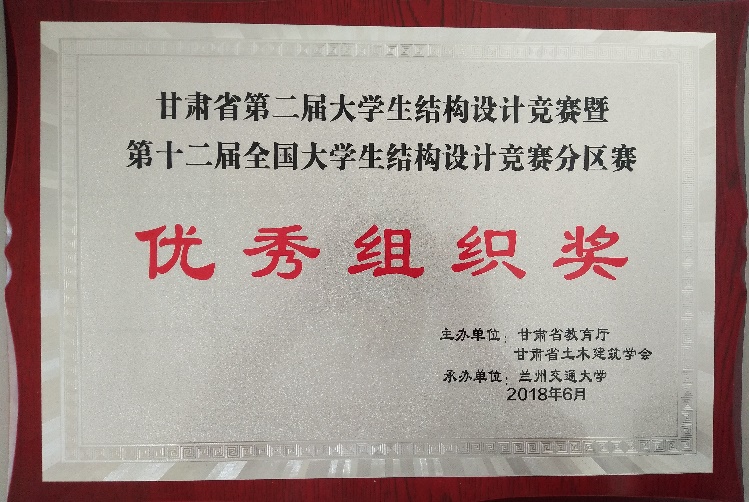 甘肃省第二届大学生结构设计竞赛暨
第十二届全国大学生结构设计竞赛分区赛
优秀组织奖
主办单位：甘肃省教育厅
甘肃省土木建筑学会
承办单位：兰州交通大学
2018年6月